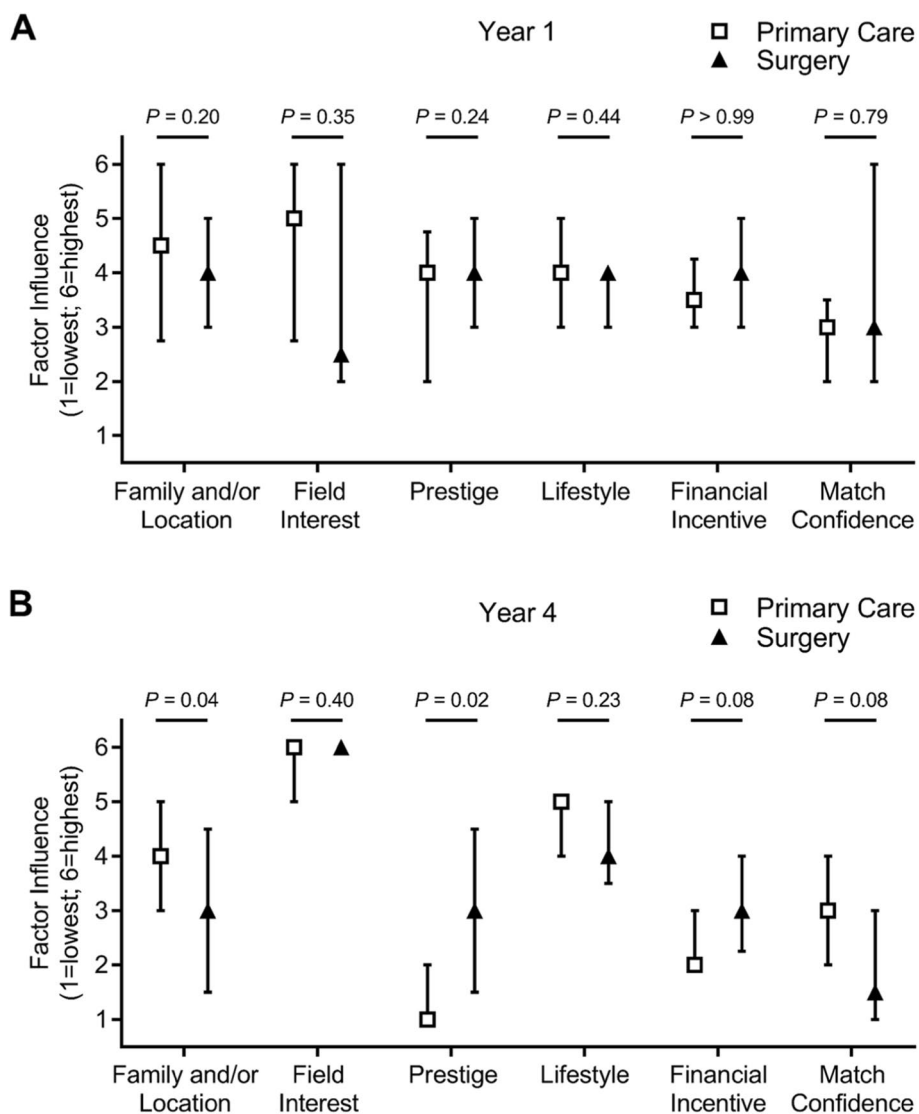 A
Year 1
Primary Care
Surgery
P = 0.20
P = 0.35
P = 0.24
P = 0.44
P > 0.99
P = 0.79
Factor Influence
(1=lowest; 6=highest)
6
5
4
3
2
1
Family and/or
Location
Field
Interest
Prestige
Lifestyle
Financial
Incentive
Match
Confidence
B
Year 4
Primary Care
Surgery
P = 0.04
P = 0.40
P = 0.02
P = 0.23
P = 0.08
P = 0.08
Factor Influence
(1=lowest; 6=highest)
6
5
4
3
2
1
Family and/or
Location
Field
Interest
Prestige
Lifestyle
Financial
Incentive
Match
Confidence